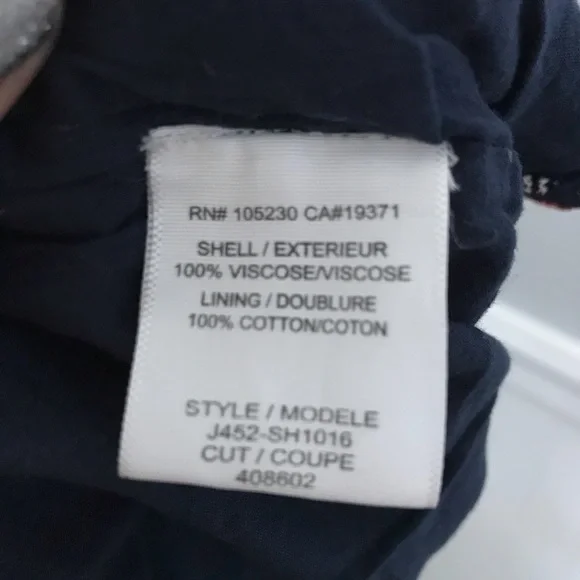 RN# 105230 CA#19371
SHELL / EXTERIEUR
100% VISCOSE/VISCOSE
LINING / DOUBLURE
100% COTTON/COTON
STYLE / MODELE
J452-SH1016
CUT / COUPE
408602